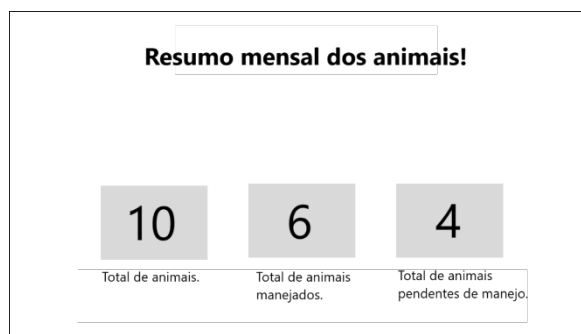 Resumo mensal dos animais!
10
6
4
Total de animais.
Total de animais
manejados.
Total de animais
pendentes de manejo.